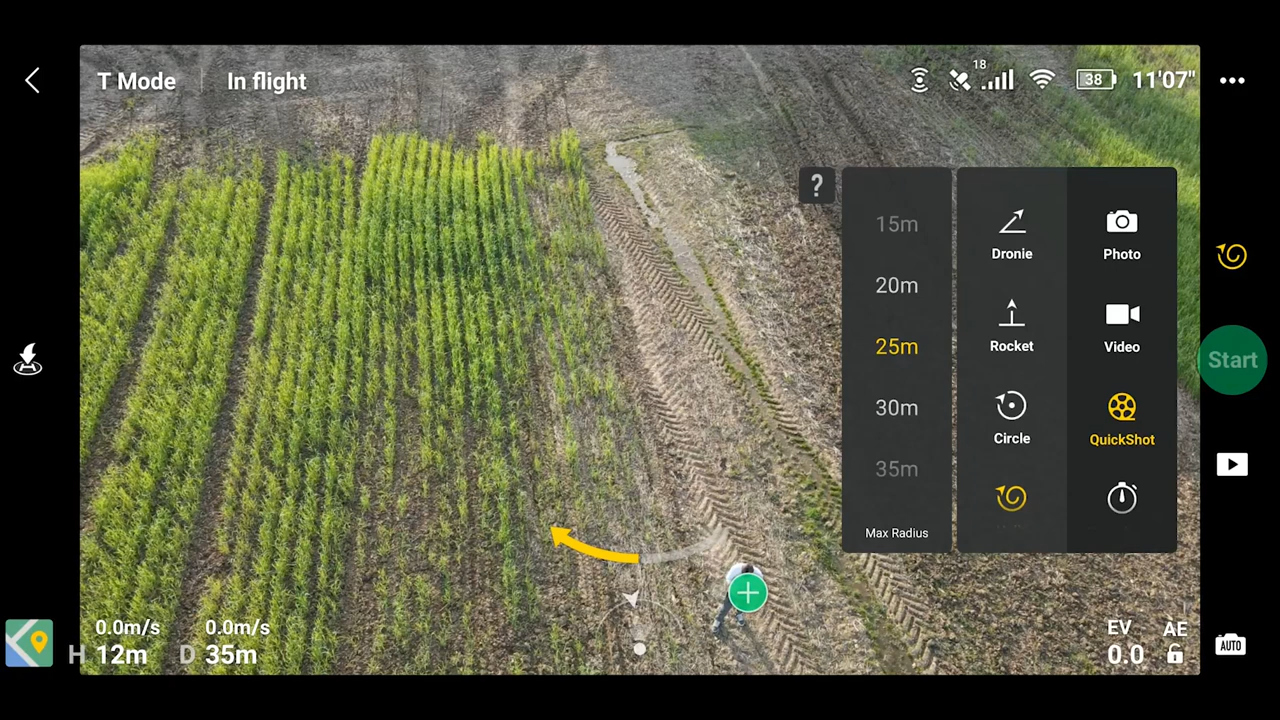 T Mode
In flight
18
38
11'07"
?
15m
20m
25m
30m
35m
Max Radius
Dronie
Rocket
Circle
Photo
Video
QuickShot
Start
0.0m/s
0.0m/s
H 12m
D 35m
EV
0.0
AE
AUTO